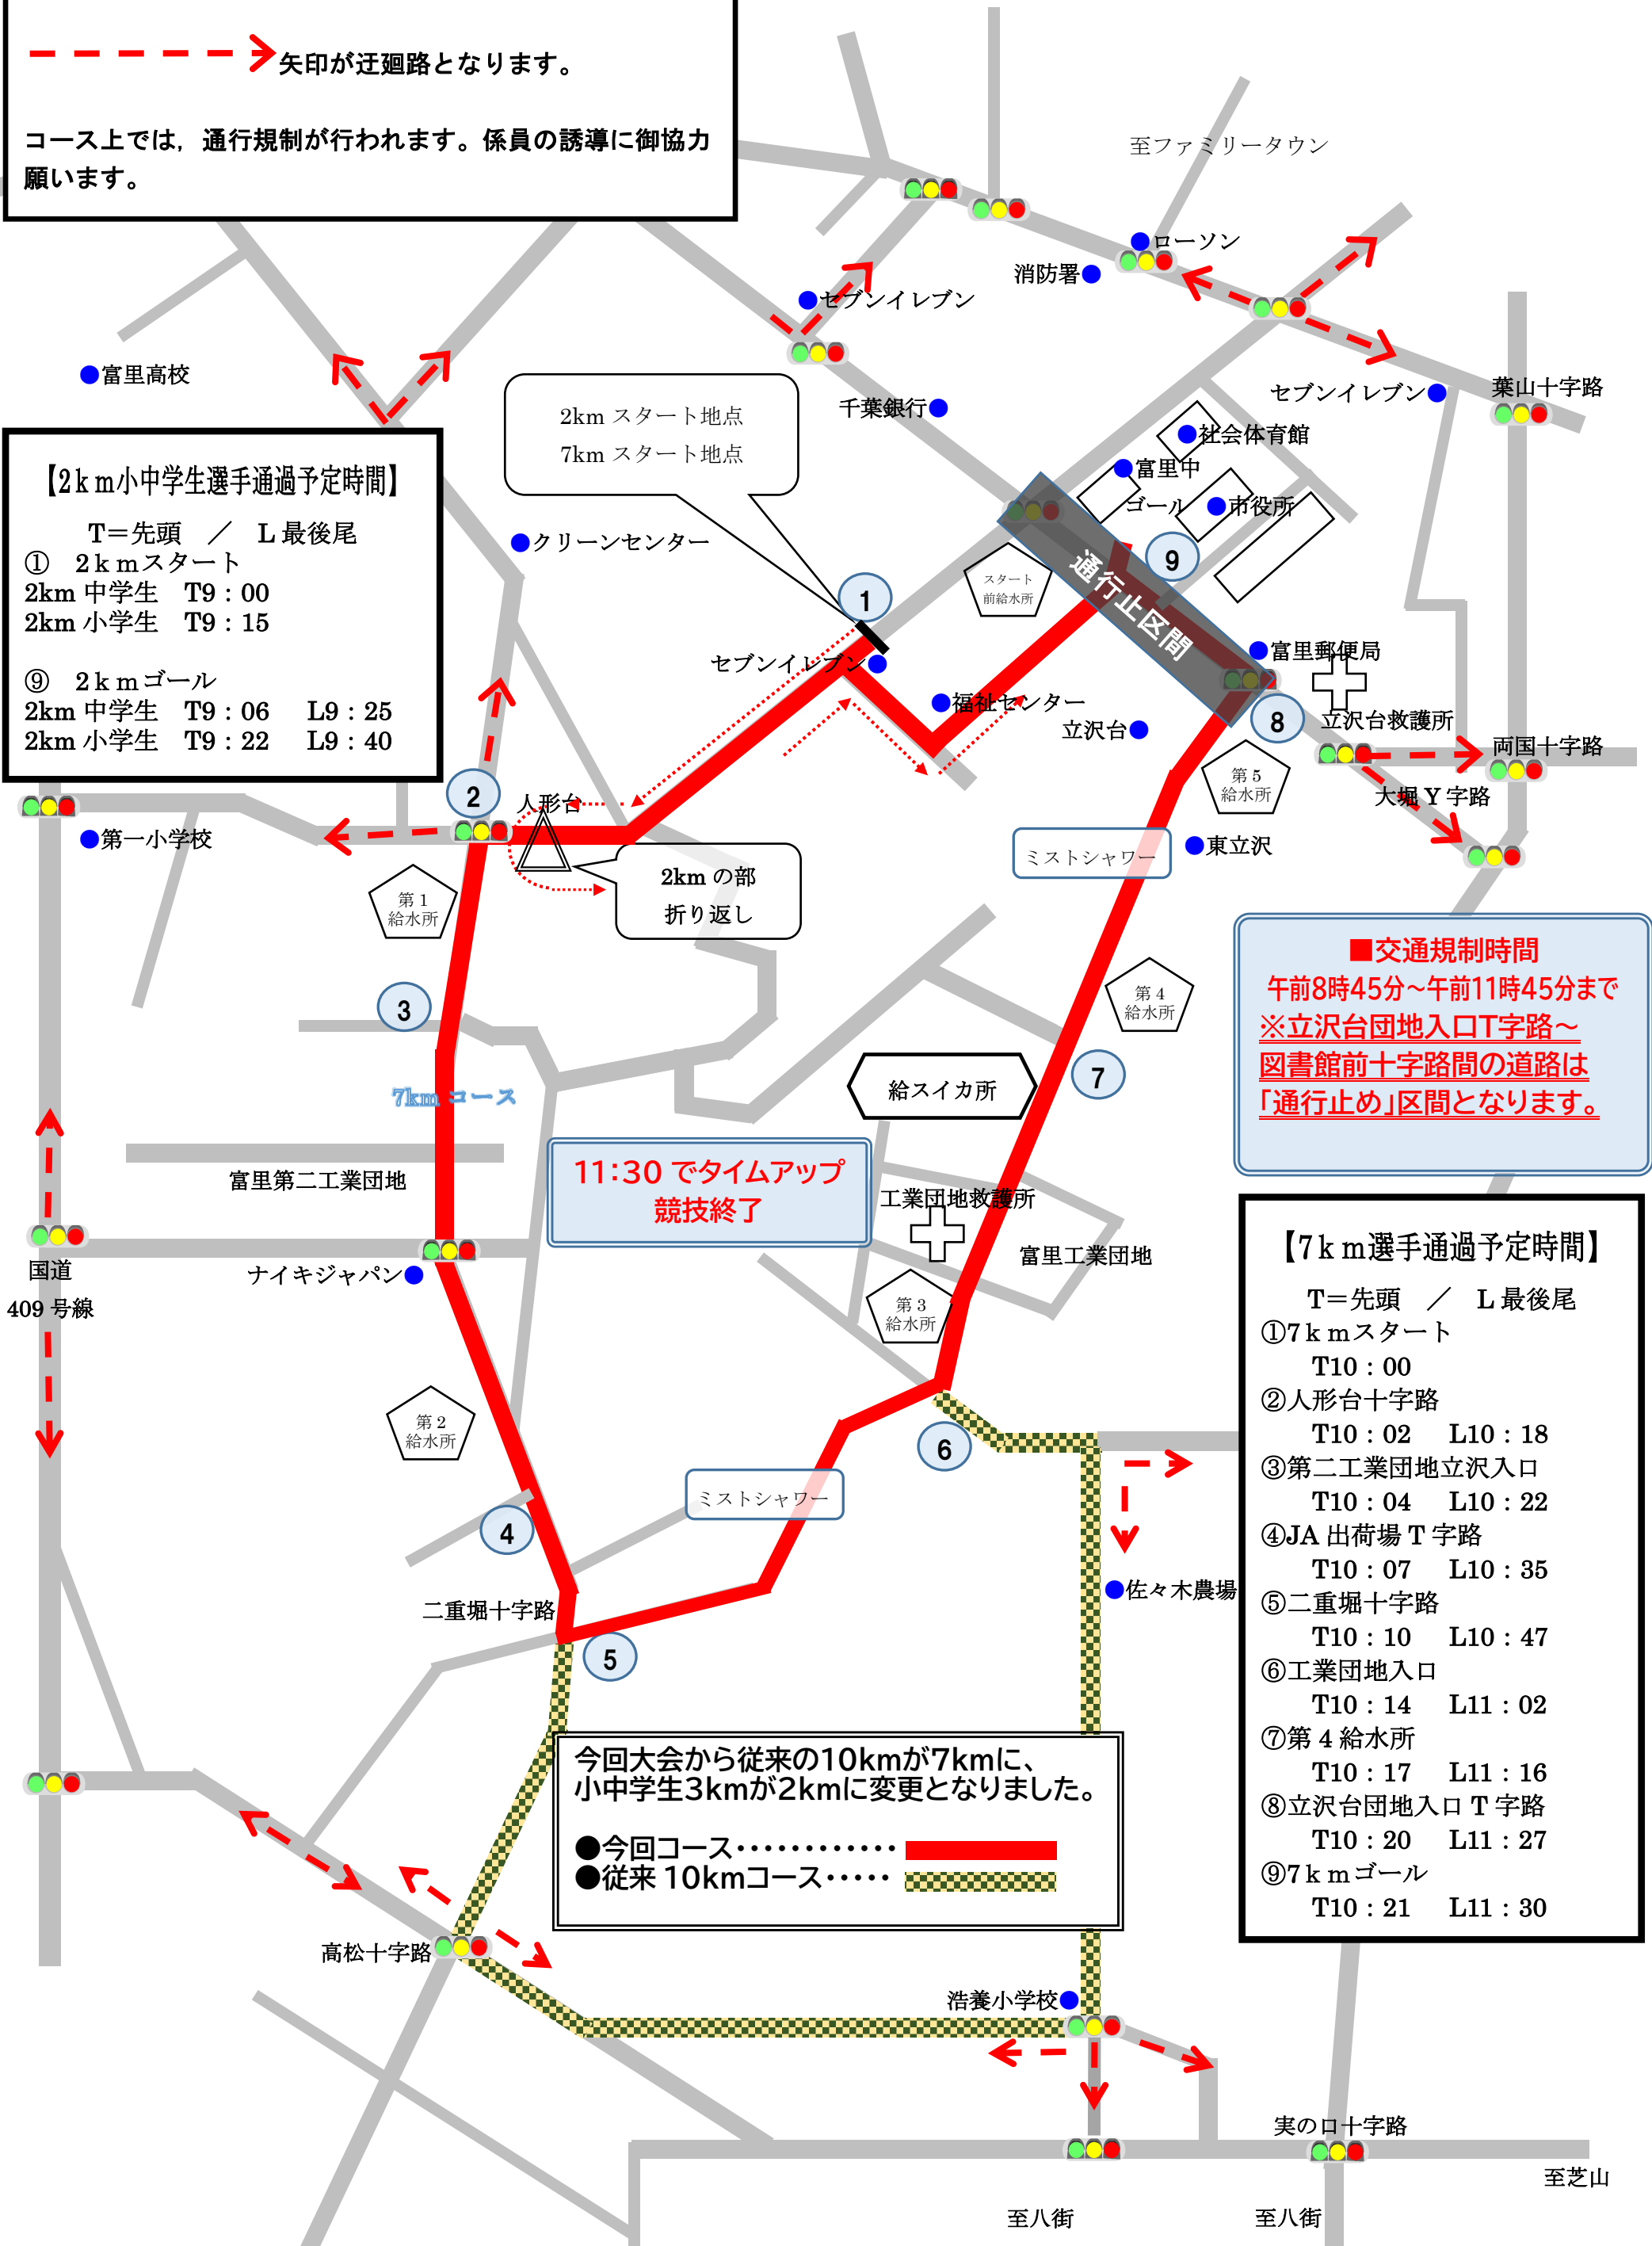 矢印が迂廻路となります。
コース上では，通行規制が行われます。係員の誘導に御協力
願います。
至ファミリータウン
ローソン
消防署
セブンイレブン
富里高校
千葉銀行
セブンイレブン
葉山十字路
2km スタート地点
7km スタート地点
社会体育館
富里中
ゴール
市役所
【2ｋm小中学生選手通過予定時間】
T＝先頭　／　L 最後尾
①　2ｋｍスタート
2km 中学生　T9：00
2km 小学生　T9：15
⑨　2ｋｍゴール
2km 中学生　T9：06　L9：25
2km 小学生　T9：22　L9：40
クリーンセンター
スタート
前給水所
通行止区間
9
1
セブンイレブン
富里郵便局
福祉センター
立沢台
8
立沢台救護所
両国十字路
2
人形台
第 5
給水所
大堀 Y 字路
第一小学校
ミストシャワー
東立沢
2km の部
折り返し
第 1
給水所
■交通規制時間
午前8時45分～午前11時45分まで
※立沢台団地入口T字路～
図書館前十字路間の道路は
「通行止め」区間となります。
3
第 4
給水所
7
7km コース
給スイカ所
富里第二工業団地
11：30 でタイムアップ
競技終了
工業団地救護所
富里工業団地
国道
409 号線
ナイキジャパン
第 3
給水所
【7ｋｍ選手通過予定時間】
T＝先頭　／　L 最後尾
①7ｋｍスタート
T10：00
②人形台十字路
T10：02　L10：18
③第二工業団地立沢入口
T10：04　L10：22
④JA 出荷場 T 字路
T10：07　L10：35
⑤二重堀十字路
T10：10　L10：47
⑥工業団地入口
T10：14　L11：02
⑦第 4 給水所
T10：17　L11：16
⑧立沢台団地入口 T 字路
T10：20　L11：27
⑨7ｋｍゴール
T10：21　L11：30
第 2
給水所
6
ミストシャワー
4
佐々木農場
二重堀十字路
5
今回大会から従来の10kmが7kmに、
小中学生3kmが2kmに変更となりました。
●今回コース・・・・・・・・・・・・
●従来 10kmコース・・・・・
高松十字路
浩養小学校
実のロ十字路
至芝山
至八街
至八街